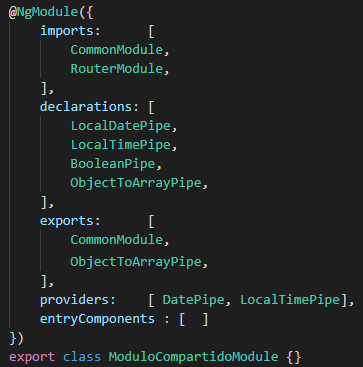 @NgModule({
    imports:      [
        CommonModule,
        RouterModule,
    ],
    declarations: [
        LocalDatePipe,
        LocalTimePipe,
        BooleanPipe,
        ObjectToArrayPipe,
    ],
    exports:      [
        CommonModule,
        ObjectToArrayPipe,
    ],
    providers:    [ DatePipe, LocalTimePipe],
    entryComponents : [  ]
})
export class ModuloCompartidoModule {}